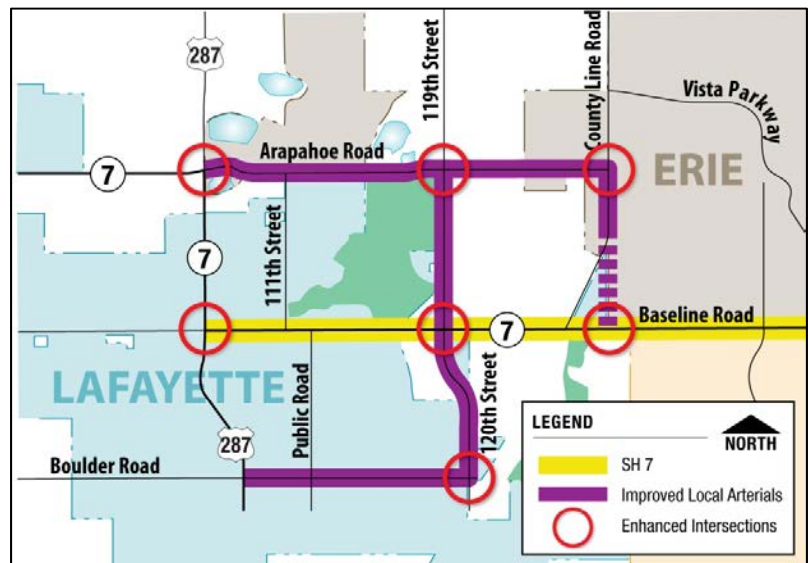 287
119th Street
County Line Road
Vista Parkway
Arapahoe Road
7
ERIE
7
111th Street
Baseline Road
7
LAFAYETTE
Public Road
120th Street
287
Boulder Road
LEGEND
NORTH
SH 7
Improved Local Arterials
Enhanced Intersections